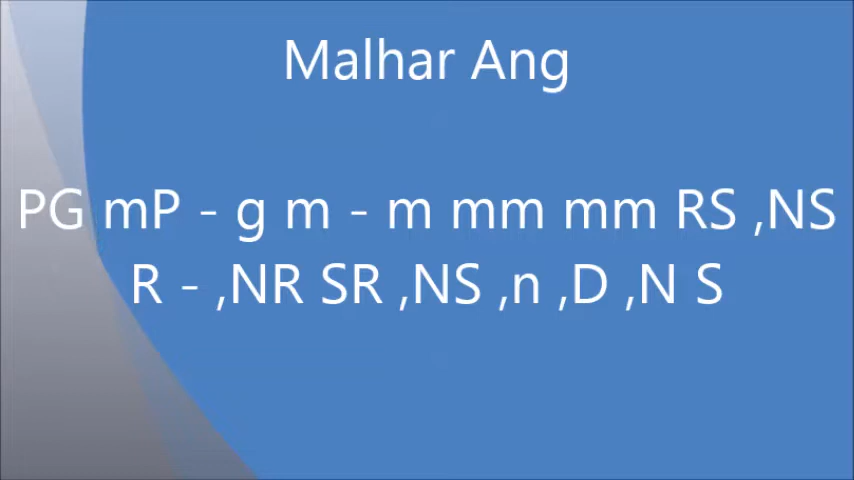 Malhar Ang
PG mP - g m - m mm mm RS ,NS
R - ,NR SR ,NS ,n ,D ,N S